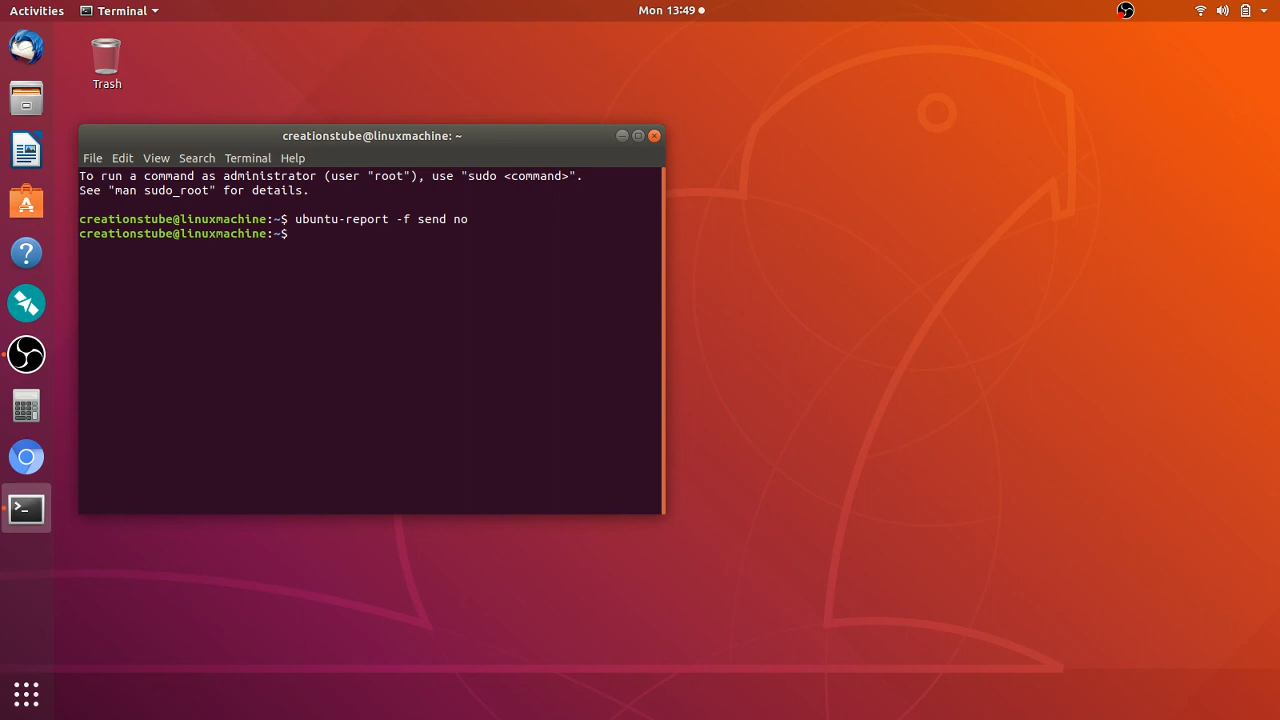 Activities
Terminal
Mon 13:49
Trash
creationstube@linuxmachine: ~
File Edit View Search Terminal Help
To run a command as administrator (user "root"), use "sudo <command>".
See "man sudo_root" for details.
creationstube@linuxmachine:~$ ubuntu-report -f send no
creationstube@linuxmachine:~$